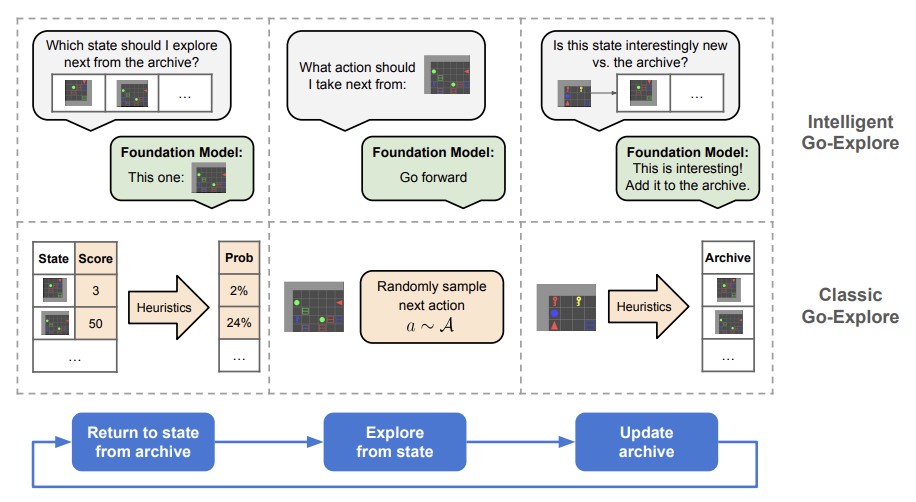 Which state should I explore
next from the archive?
...
Foundation Model:
This one:
What action should
I take next from:
Foundation Model:
Go forward
Is this state interestingly new
vs. the archive?
...
Foundation Model:
This is interesting!
Add it to the archive.
Intelligent
Go-Explore
State Score
3
50
...
Heuristics
Prob
2%
24%
...
Randomly sample
next action
a ∼ 𝒜
Heuristics
Archive
...
Classic
Go-Explore
Return to state
from archive
Explore
from state
Update
archive